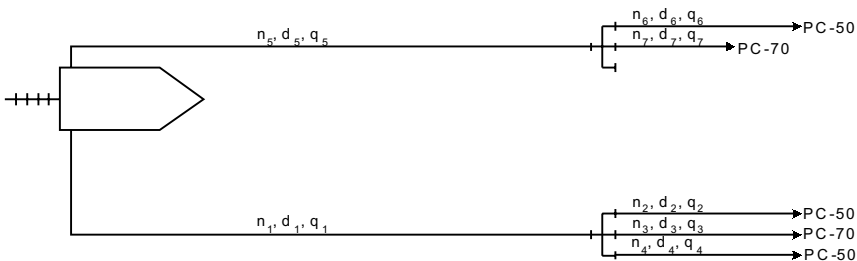 n6, d6, q6
PC-50
n5, d5, q5
n7, d7, q7
PC-70
n2, d2, q2
PC-50
n1, d1, q1
n3, d3, q3
PC-70
n4, d4, q4
PC-50